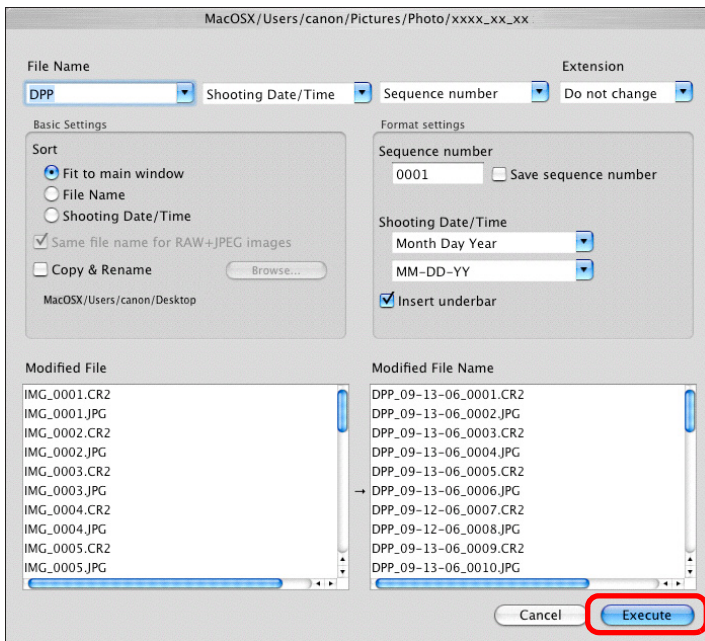 MacOSX/Users/canon/Pictures/Photo/xxxx_xx_xx
File Name Extension
DPP Shooting Date/Time Sequence number Do not change
Basic Settings
Sort
Fit to main window
File Name
Shooting Date/Time
Same file name for RAW+JPEG images
Copy & Rename Browse...
MacOSX/Users/canon/Desktop
Format settings
Sequence number
0001 Save sequence number
Shooting Date/Time
Month Day Year
MM-DD-YY
Insert underbar
Modified File
IMG_0001.CR2
IMG_0001.JPG
IMG_0002.CR2
IMG_0002.JPG
IMG_0003.CR2
IMG_0003.JPG
IMG_0004.CR2
IMG_0004.JPG
IMG_0005.CR2
IMG_0005.JPG
→
Modified File Name
DPP_09-13-06_0001.CR2
DPP_09-13-06_0002.JPG
DPP_09-13-06_0003.CR2
DPP_09-13-06_0004.JPG
DPP_09-13-06_0005.CR2
DPP_09-13-06_0006.JPG
DPP_09-12-06_0007.CR2
DPP_09-12-06_0008.JPG
DPP_09-13-06_0009.CR2
DPP_09-13-06_0010.JPG
Cancel Execute